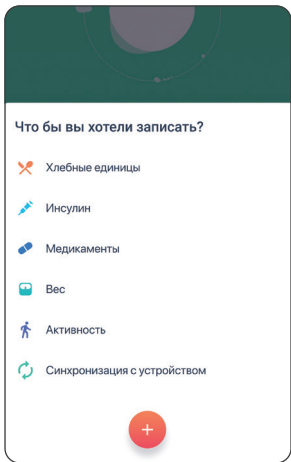 Что бы вы хотели записать?
Хлебные единицы
Инсулин
Медикаменты
Вес
Активность
Синхронизация с устройством